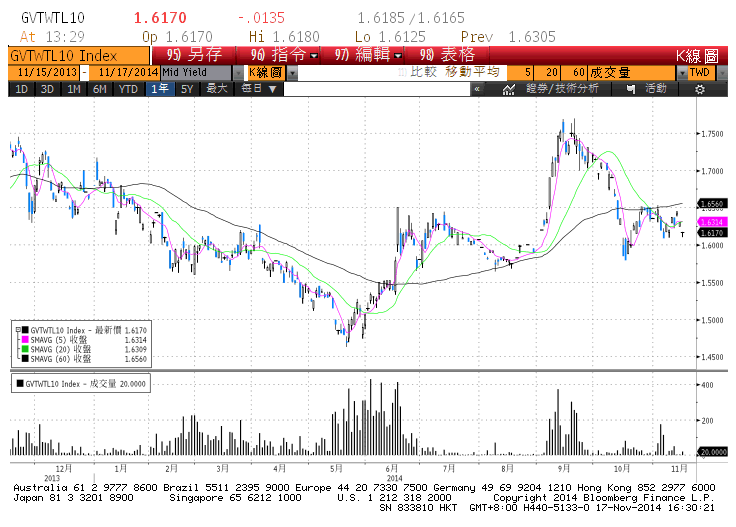 GVTWTL10 1.6170 -.0135 1.6185/1.6165
At 13:29 Op 1.6170 Hi 1.6180 Lo 1.6125 Prev 1.6305
GVTWTL10 Index 95) 另存 96) 指令 97) 編輯 98) 表格 K線圖
11/15/2013 - 11/17/2014 Mid Yield K線圖 比較 移動平均 5 20 60 成交量 TWD
1D 3D 1M 6M YTD 1年 5Y 最大 每日 ▼ « 證券/技術分析 活動
1.7500
1.7000
1.6560
1.6500
1.6314
1.6170
1.6000
1.5500
1.5000
1.4500
GVTWTL10 Index - 最新價 1.6170
SMAVG (5) 收盤 1.6314
SMAVG (20) 收盤 1.6309
SMAVG (60) 收盤 1.6560
GVTWTL10 Index - 成交量 20.0000
400
200
20.0000
12月 1月 2月 3月 4月 5月 6月 7月 8月 9月 10月 11月
2013 2014
Australia 61 2 9777 8600 Brazil 5511 2395 9000 Europe 44 20 7330 7500 Germany 49 69 9204 1210 Hong Kong 852 2977 6000
Japan 81 3 3201 8900 Singapore 65 6212 1000 U.S. 1 212 318 2000 Copyright 2014 Bloomberg Finance L.P.
SN 833810 HKT GMT+8:00 H440-5133-0 17-Nov-2014 16:30:21